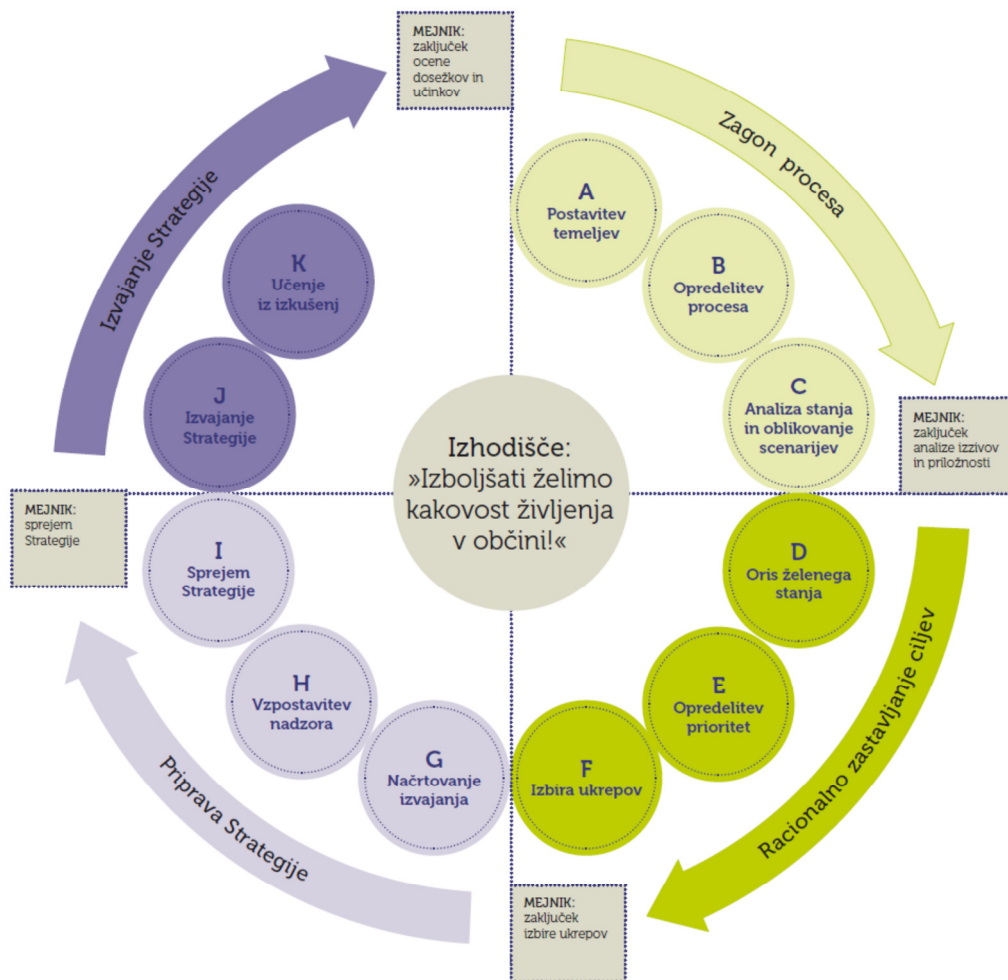 MEJNIK:
zaključek
ocene
dosežkov in
učinkov
Zagon procesa
A
Postavitev
temeljev
B
Opredelitev
procesa
C
Analiza stanja
in oblikovanje
scenarijev
MEJNIK:
zaključek
analize izzivov
in priložnosti
Izhodišče:
»Izboljšati želimo
kakovost življenja
v občini!«
D
Oris želenega
stanja
E
Opredelitev
prioritet
F
Izbira ukrepov
Racionalno zastavljanje ciljev
MEJNIK:
zaključek
izbire ukrepov
G
Načrtovanje
izvajanja
H
Vzpostavitev
nadzora
I
Sprejem
Strategije
Priprava Strategije
MEJNIK:
sprejem
Strategije
J
Izvajanje
Strategije
K
Učenje
iz izkušenj
Izvajanje Strategije